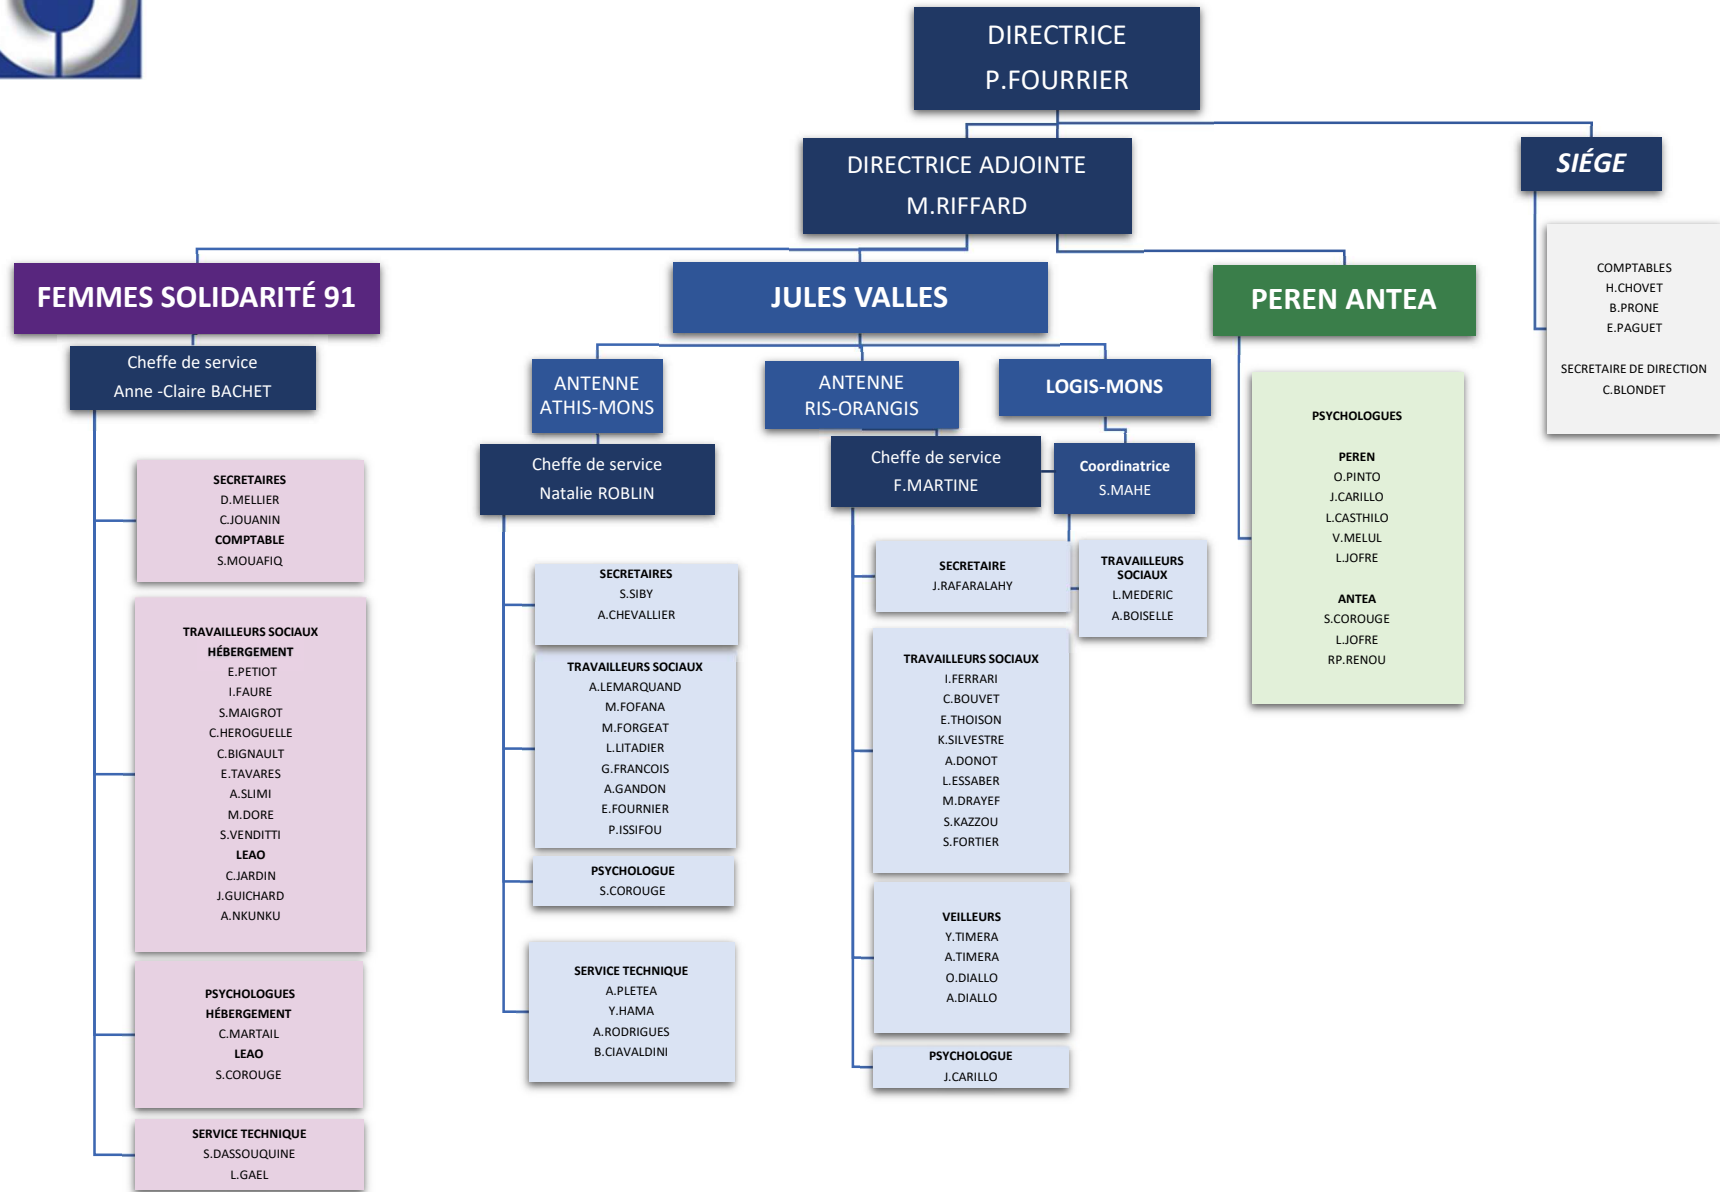 DIRECTRICE
P.FOURRIER
DIRECTRICE ADJOINTE
M.RIFFARD
SIÉGE
COMPTABLES
H.CHOVET
B.PRONE
E.PAGUET
SECRETAIRE DE DIRECTION
C.BLONDET
FEMMES SOLIDARITÉ 91
Cheffe de service
Anne -Claire BACHET
SECRETAIRES
D.MELLIER
C.JOUANIN
COMPTABLE
S.MOUAFIQ
TRAVAILLEURS SOCIAUX
HÉBERGEMENT
E.PETIOT
I.FAURE
S.MAIGROT
C.HEROGUELLE
C.BIGNAULT
E.TAVARES
A.SLIMI
M.DORE
S.VENDITTI
LEAO
C.JARDIN
J.GUICHARD
A.NKUNKU
PSYCHOLOGUES
HÉBERGEMENT
C.MARTAIL
LEAO
S.COROUGE
SERVICE TECHNIQUE
S.DASSOUQUINE
L.GAEL
JULES VALLES
ANTENNE
ATHIS-MONS
Cheffe de service
Natalie ROBLIN
SECRETAIRES
S.SIBY
A.CHEVALLIER
TRAVAILLEURS SOCIAUX
A.LEMARQUAND
M.FOFANA
M.FORGEAT
L.LITADIER
G.FRANCOIS
A.GANDON
E.FOURNIER
P.ISSIFOU
PSYCHOLOGUE
S.COROUGE
SERVICE TECHNIQUE
A.PLETEA
Y.HAMA
A.RODRIGUES
B.CIAVALDINI
ANTENNE
RIS-ORANGIS
Cheffe de service
F.MARTINE
SECRETAIRE
J.RAFARALAHY
TRAVAILLEURS SOCIAUX
I.FERRARI
C.BOUVET
E.THOISON
K.SILVESTRE
A.DONOT
L.ESSABER
M.DRAYEF
S.KAZZOU
S.FORTIER
VEILLEURS
Y.TIMERA
A.TIMERA
O.DIALLO
A.DIALLO
PSYCHOLOGUE
J.CARILLO
LOGIS-MONS
Coordinatrice
S.MAHE
TRAVAILLEURS
SOCIAUX
L.MEDERIC
A.BOISELLE
PEREN ANTEA
PSYCHOLOGUES
PEREN
O.PINTO
J.CARILLO
L.CASTHILO
V.MELUL
L.JOFRE
ANTEA
S.COROUGE
L.JOFRE
RP.RENOU